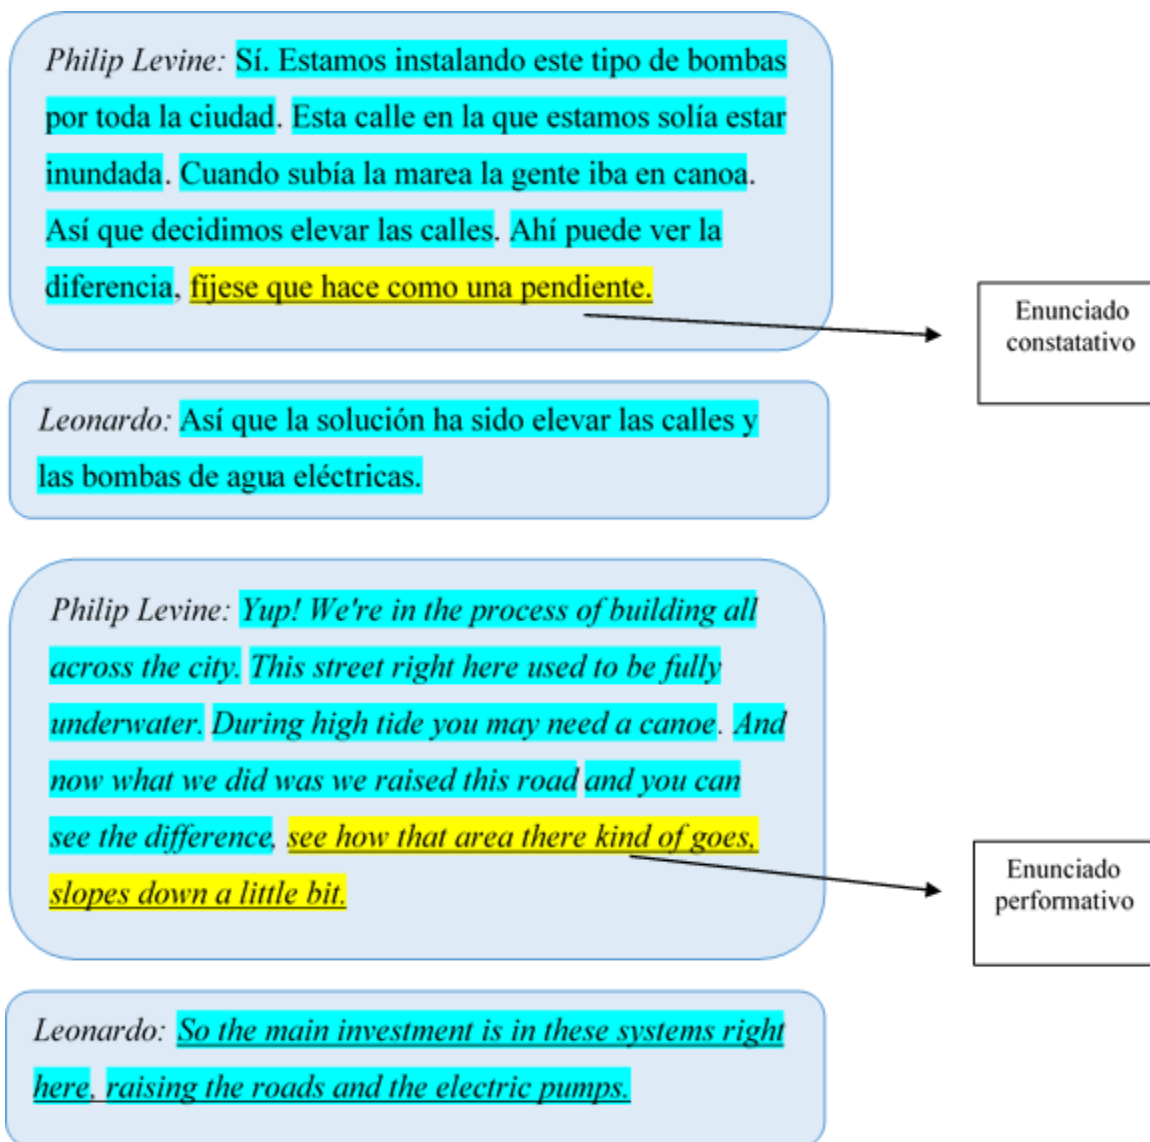 Philip Levine: Sí. Estamos instalando este tipo de bombas
por toda la ciudad. Esta calle en la que estamos solía estar
inundada. Cuando subía la marea la gente iba en canoa.
Así que decidimos elevar las calles. Ahí puede ver la
diferencia, fíjese que hace como una pendiente.
Enunciado
constatativo
Leonardo: Así que la solución ha sido elevar las calles y
las bombas de agua eléctricas.
Philip Levine: Yup! We're in the process of building all
across the city. This street right here used to be fully
underwater. During high tide you may need a canoe. And
now what we did was we raised this road and you can
see the difference, see how that area there kind of goes,
slopes down a little bit.
Enunciado
performativo
Leonardo: So the main investment is in these systems right
here, raising the roads and the electric pumps.